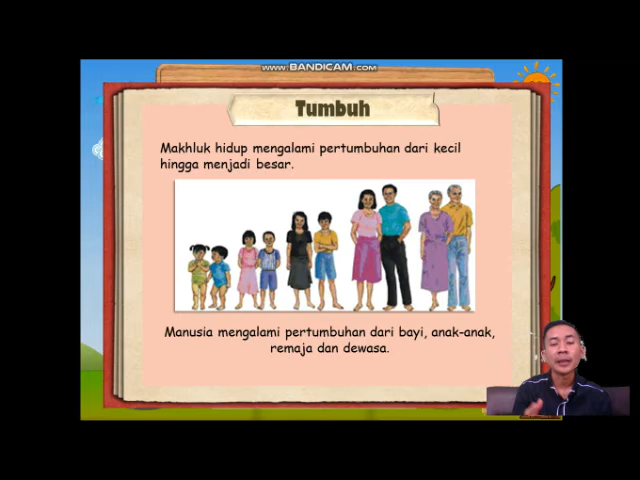 WWW.BANDICAM.COM
Tumbuh
Makhluk hidup mengalami pertumbuhan dari kecil
hingga menjadi besar.
Manusia mengalami pertumbuhan dari bayi, anak-anak,
remaja dan dewasa.